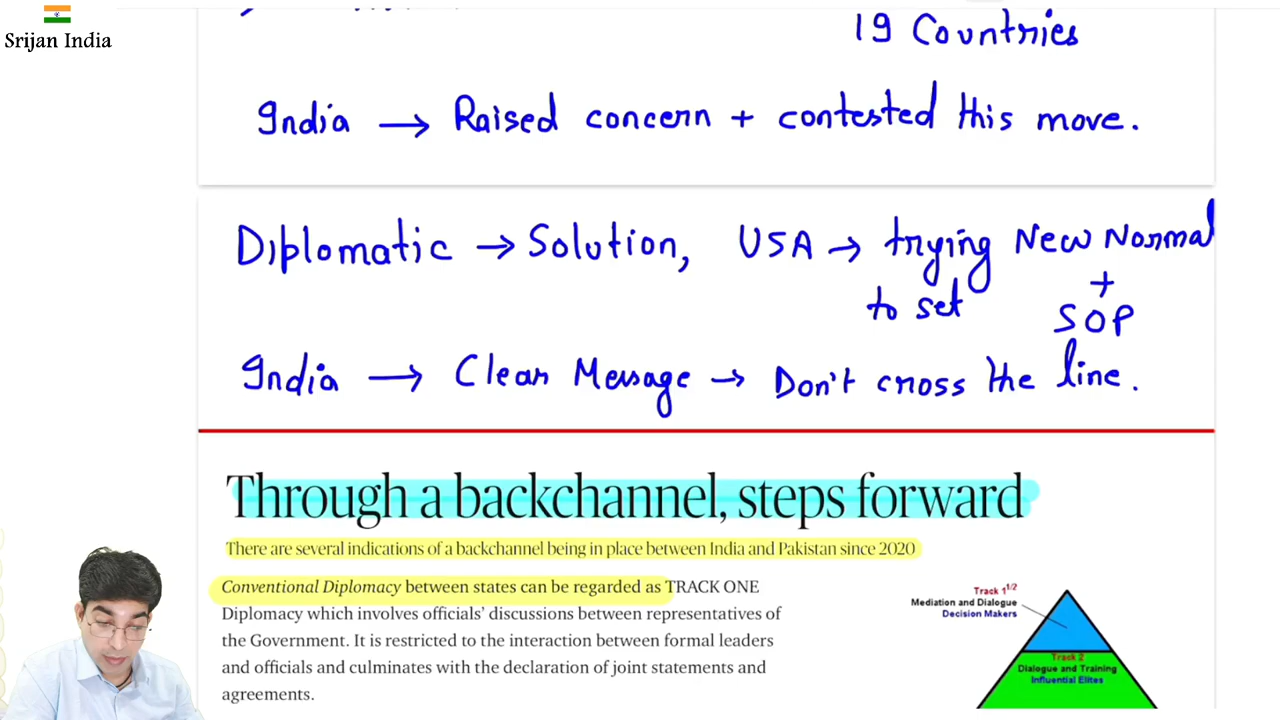 Srijan India
19 Countries
India → Raised concern + contested this move.
Diplomatic → Solution, USA → trying New Normal
to set +
SOP
India → Clear Message → Don't cross the line.
Through a backchannel, steps forward
There are several indications of a backchannel being in place between India and Pakistan since 2020
Conventional Diplomacy between states can be regarded as TRACK ONE
Diplomacy which involves officials' discussions between representatives of
the Government. It is restricted to the interaction between formal leaders
and officials and culminates with the declaration of joint statements and
agreements.
Track 1 1/2
Mediation and Dialogue
Decision Makers
Track 2
Dialogue and Training
Influential Elites